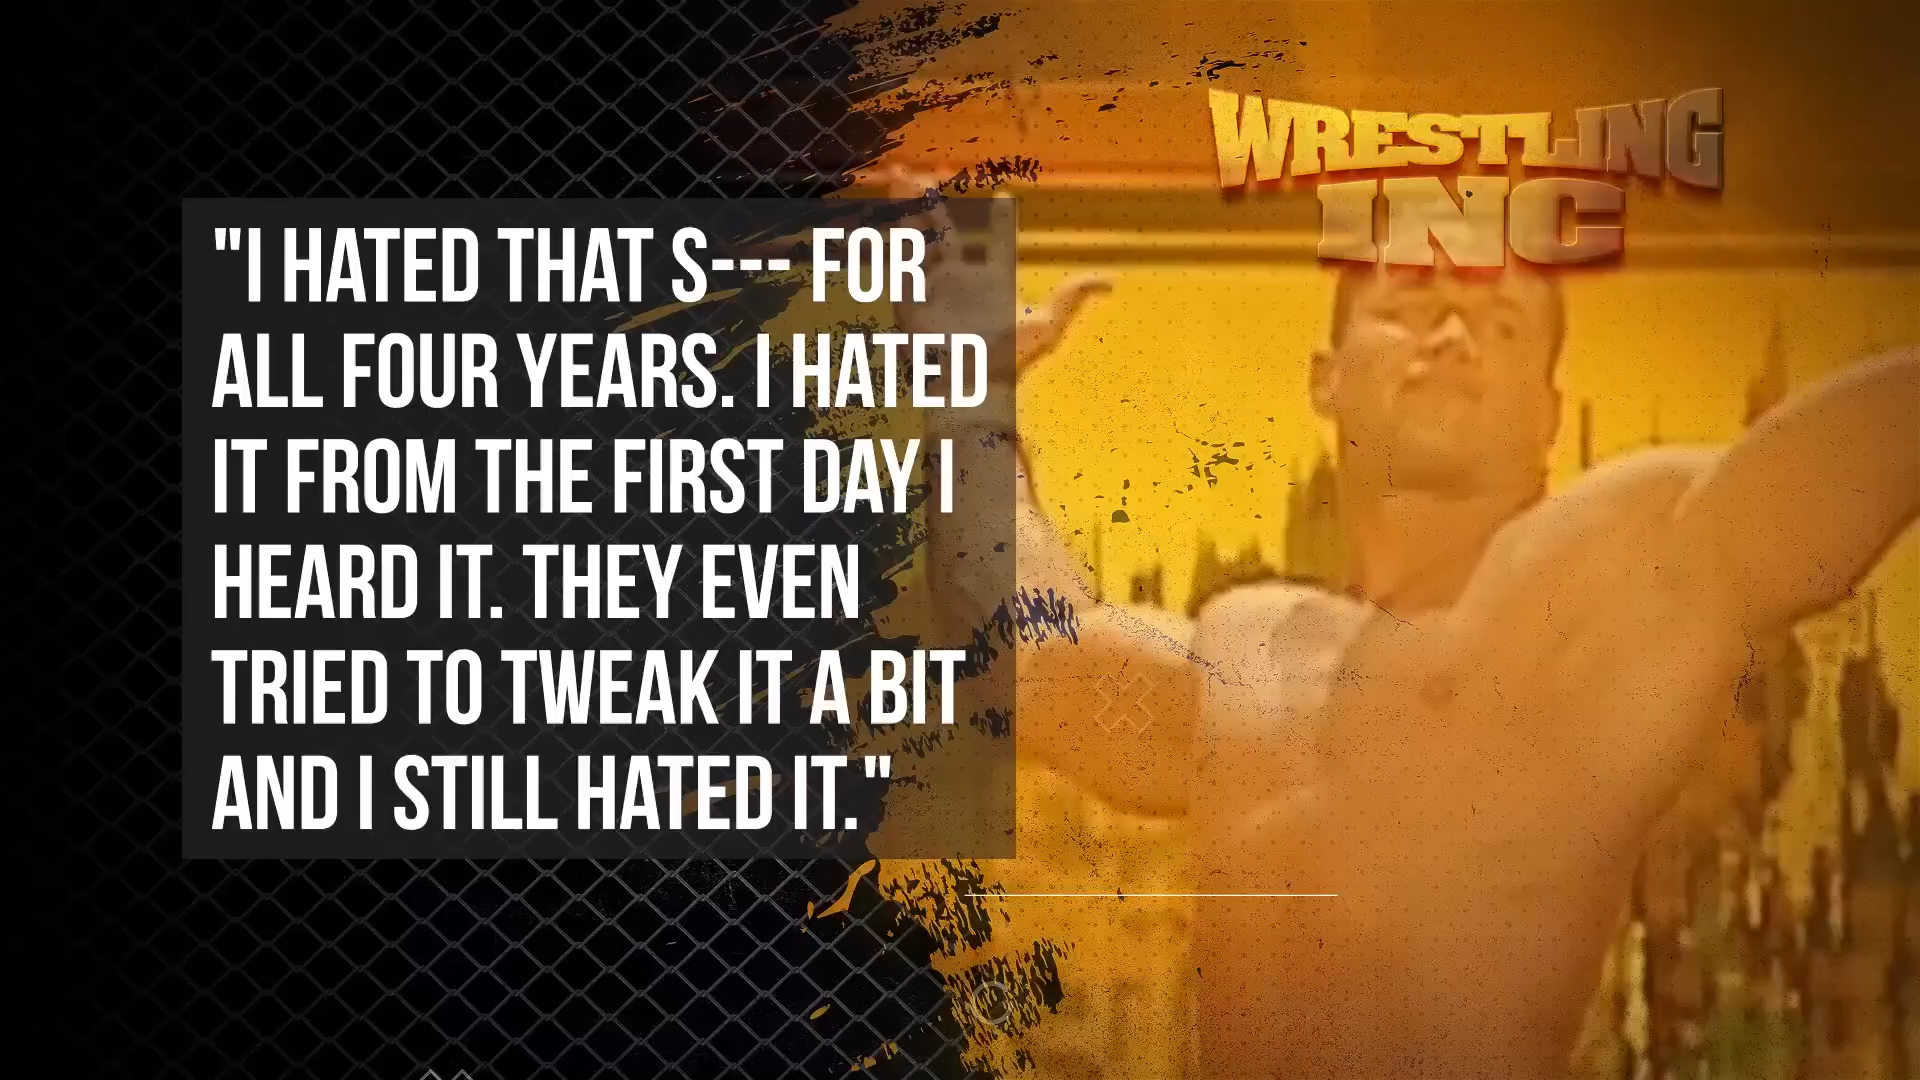 WRESTLING
INC
"I HATED THAT S--- FOR
ALL FOUR YEARS. I HATED
IT FROM THE FIRST DAY I
HEARD IT. THEY EVEN
TRIED TO TWEAK IT A BIT
AND I STILL HATED IT."